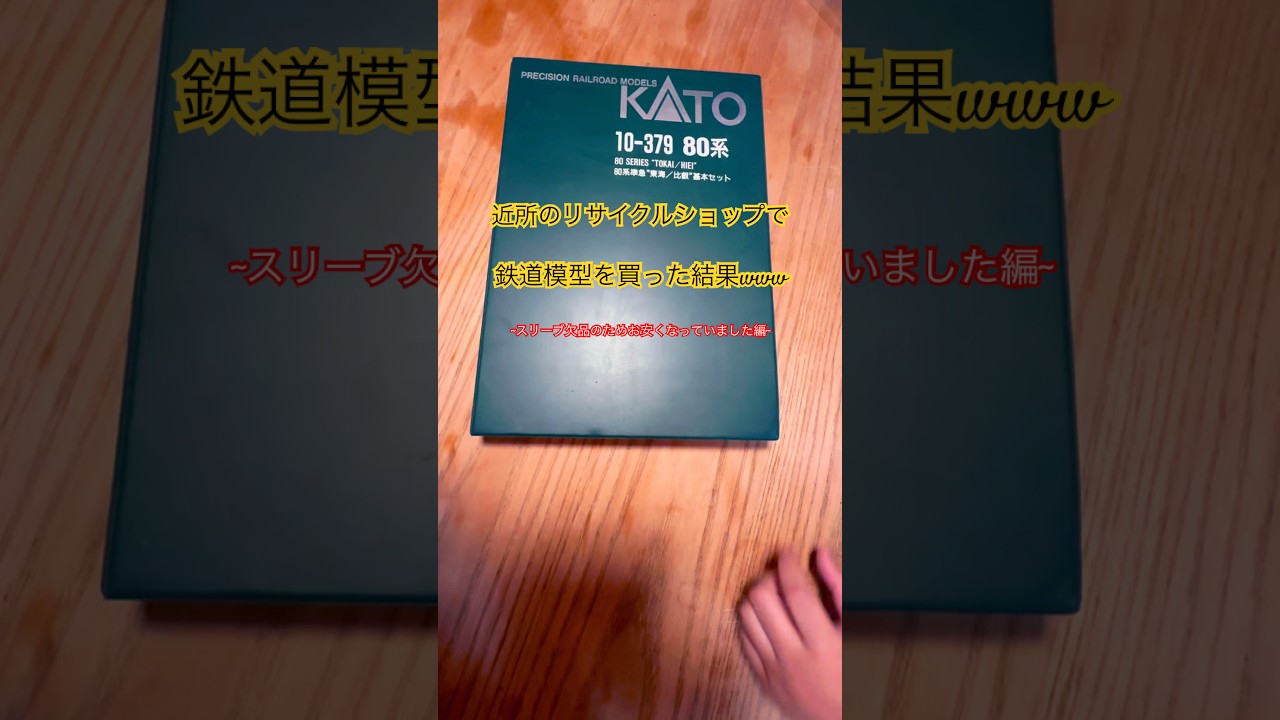 PRECISION RAILROAD MODELS
KATO
10-379 80系
80 SERIES "TOKAI/HIEI"
80系準急"東海/比叡"基本セット
近所のリサイクルショップで
鉄道模型を買った結果www
~スリーブ欠品のためお安くなっていました編~
鉄道模型
結果www
~スリーブ欠
いました編~